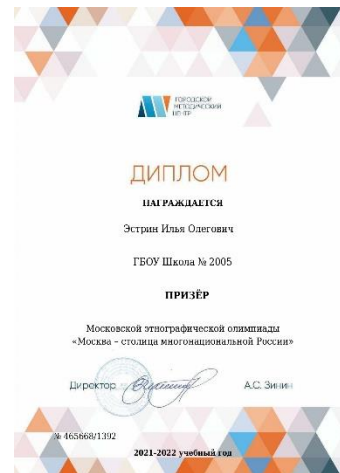 ГОРОДСКОЙ
МЕТОДИЧЕСКИЙ
ЦЕНТР
ДИПЛОМ
НАГРАЖДАЕТСЯ
Эстрин Илья Олегович
ГБОУ Школа № 2005
ПРИЗЁР
Московской этнографической олимпиады
«Москва – столица многонациональной России»
Директор
А.С. Зинин
№ 465668/1392
2021-2022 учебный год